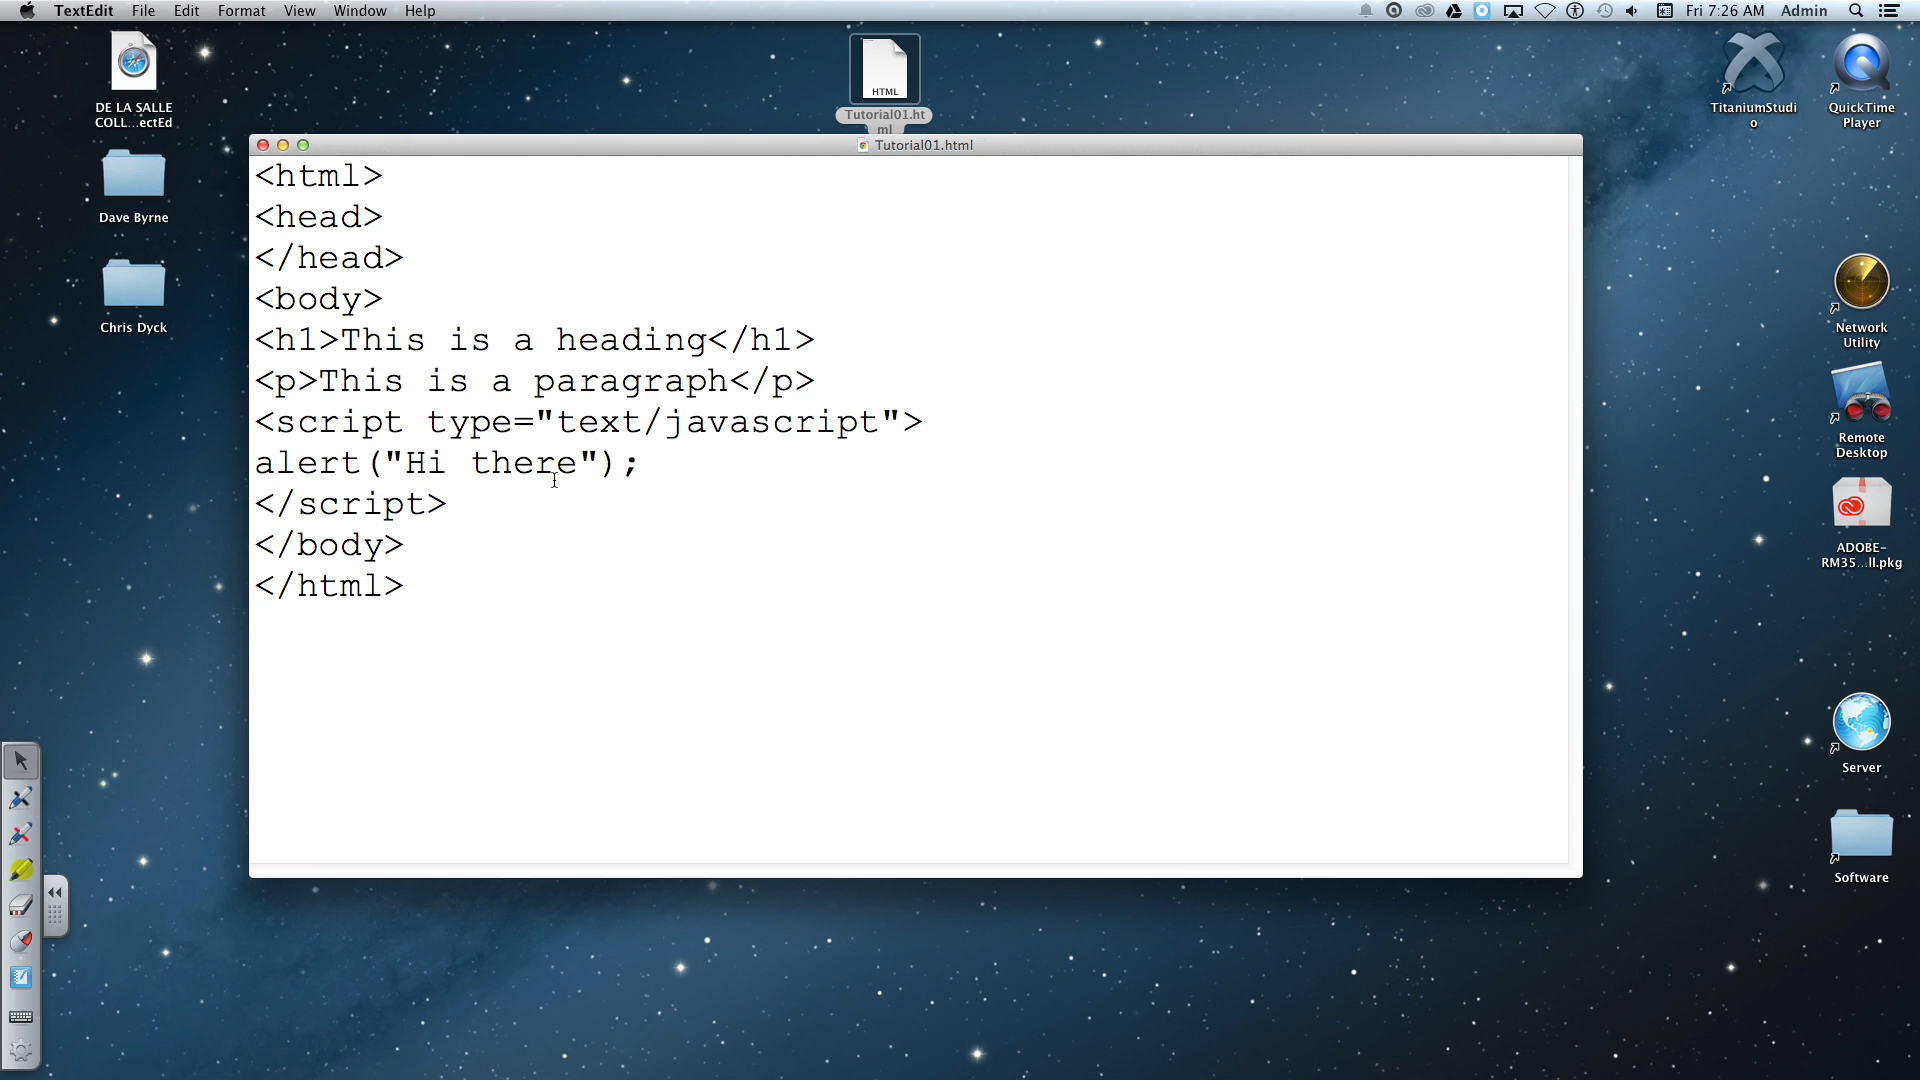 TextEdit File Edit Format View Window Help
Fri 7:26 AM Admin
DE LA SALLE
COLL...ectEd
Dave Byrne
Chris Dyck
HTML
Tutorial01.ht
ml
TitaniumStudi
o
QuickTime
Player
Tutorial01.html
<html>
<head>
</head>
<body>
<h1>This is a heading</h1>
<p>This is a paragraph</p>
<script type="text/javascript">
alert("Hi there");
</script>
</body>
</html>
Network
Utility
Remote
Desktop
ADOBE-
RM35...ll.pkg
Server
Software